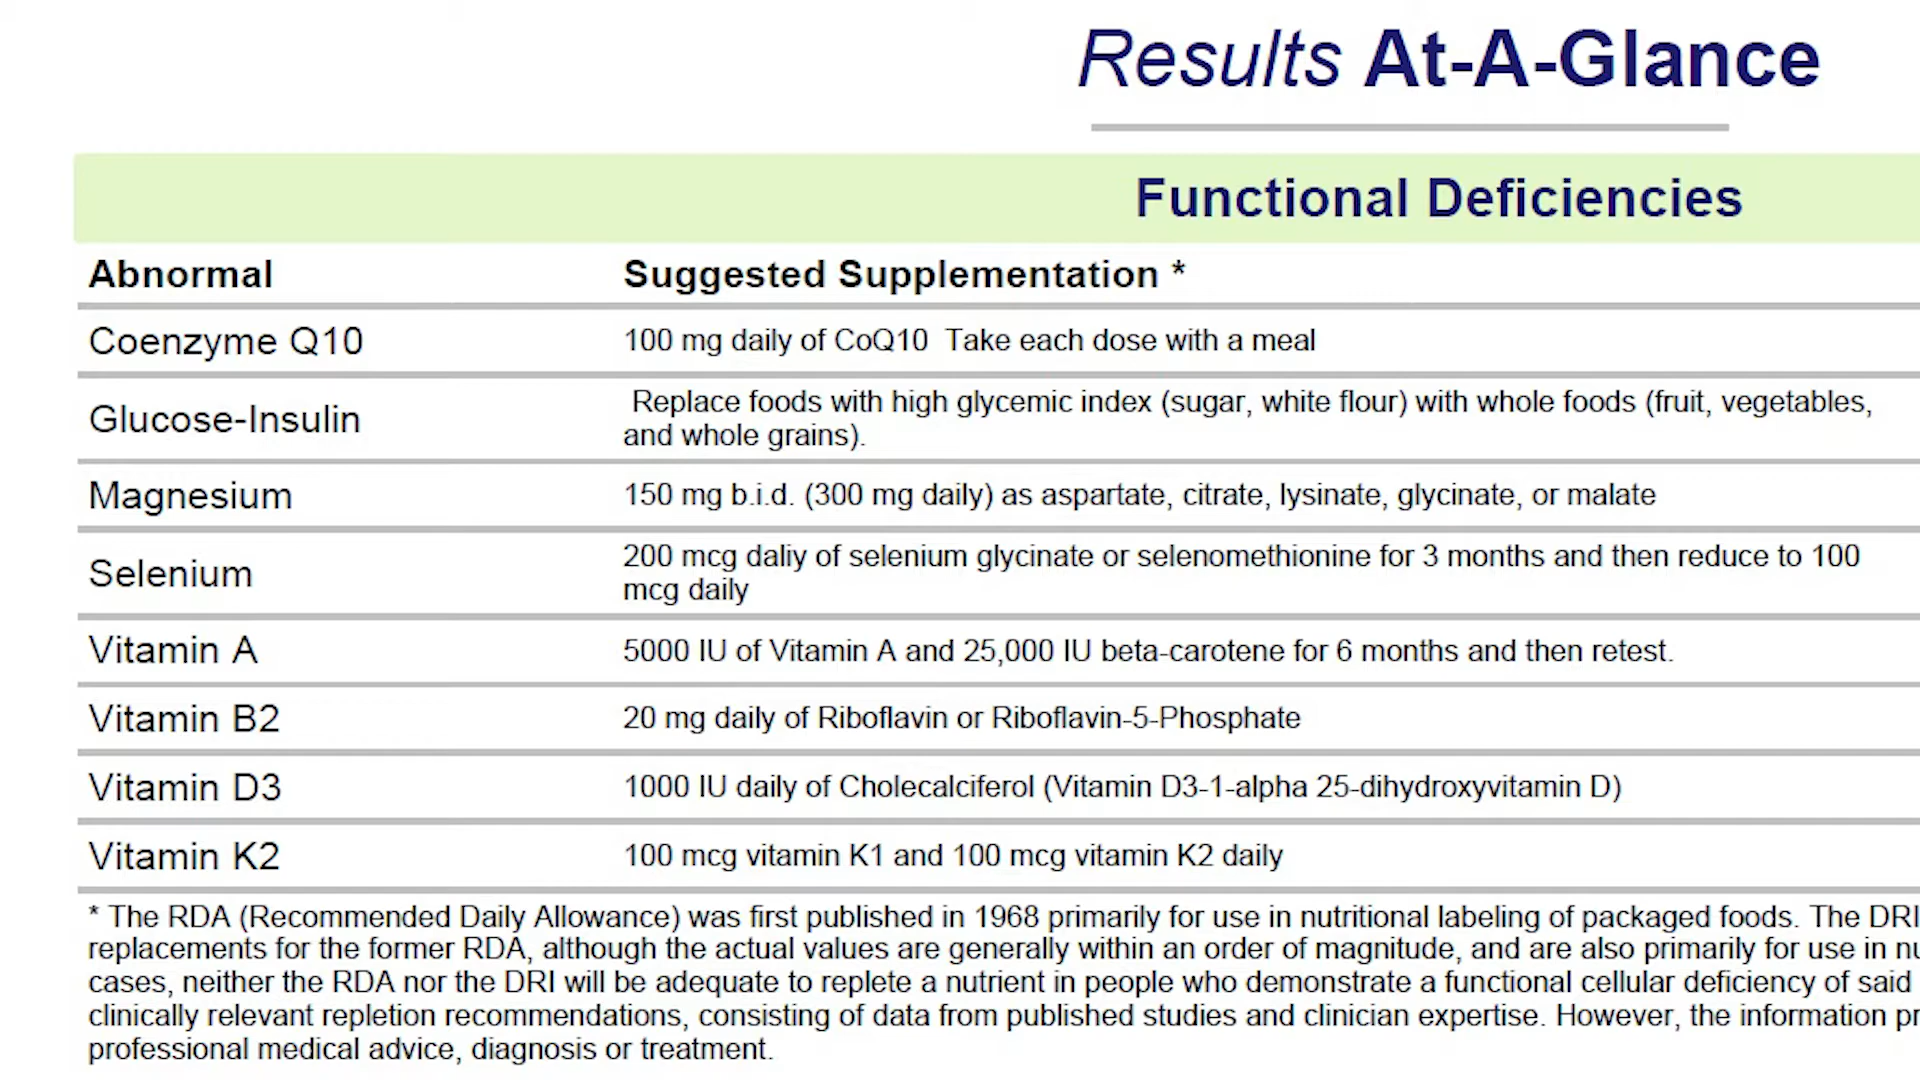 Results At-A-Glance
Functional Deficiencies
Abnormal Suggested Supplementation *
Coenzyme Q10 100 mg daily of CoQ10 Take each dose with a meal
Glucose-Insulin Replace foods with high glycemic index (sugar, white flour) with whole foods (fruit, vegetables,
and whole grains).
Magnesium 150 mg b.i.d. (300 mg daily) as aspartate, citrate, lysinate, glycinate, or malate
Selenium 200 mcg daliy of selenium glycinate or selenomethionine for 3 months and then reduce to 100
mcg daily
Vitamin A 5000 IU of Vitamin A and 25,000 IU beta-carotene for 6 months and then retest.
Vitamin B2 20 mg daily of Riboflavin or Riboflavin-5-Phosphate
Vitamin D3 1000 IU daily of Cholecalciferol (Vitamin D3-1-alpha 25-dihydroxyvitamin D)
Vitamin K2 100 mcg vitamin K1 and 100 mcg vitamin K2 daily
* The RDA (Recommended Daily Allowance) was first published in 1968 primarily for use in nutritional labeling of packaged foods. The DRI
replacements for the former RDA, although the actual values are generally within an order of magnitude, and are also primarily for use in
cases, neither the RDA nor the DRI will be adequate to replete a nutrient in people who demonstrate a functional cellular deficiency of said
clinically relevant repletion recommendations, consisting of data from published studies and clinician expertise. However, the information
professional medical advice, diagnosis or treatment.